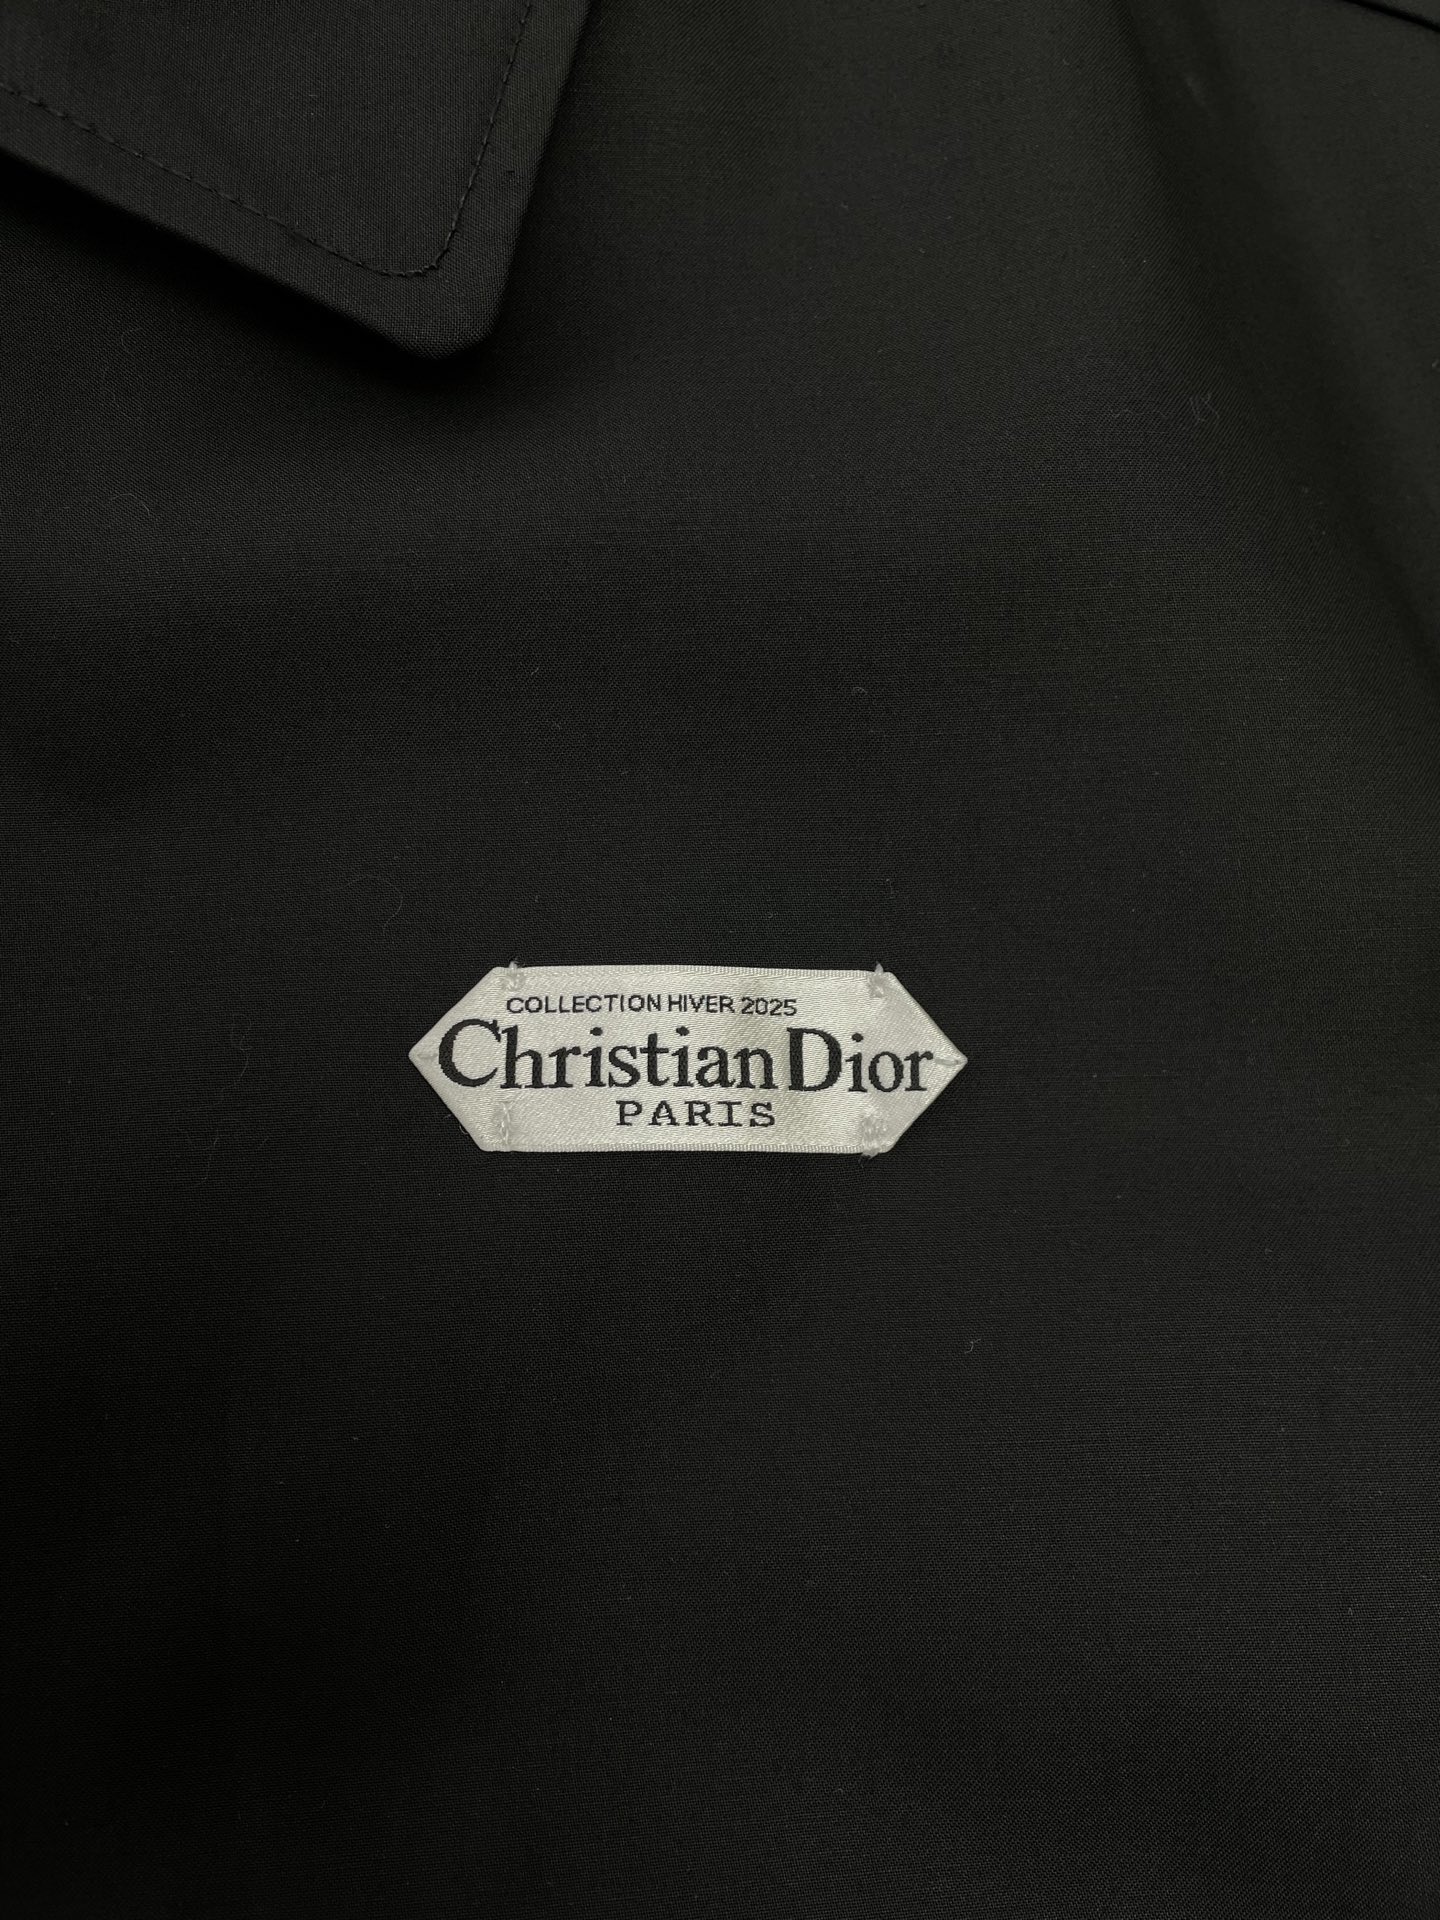 COLLECTION HIVER 2025
Christian Dior
PARIS